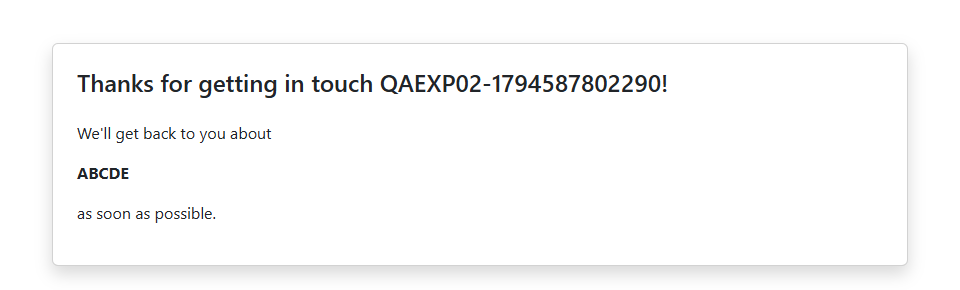 Thanks for getting in touch QAEXP02-1794587802290!
We'll get back to you about
ABCDE
as soon as possible.